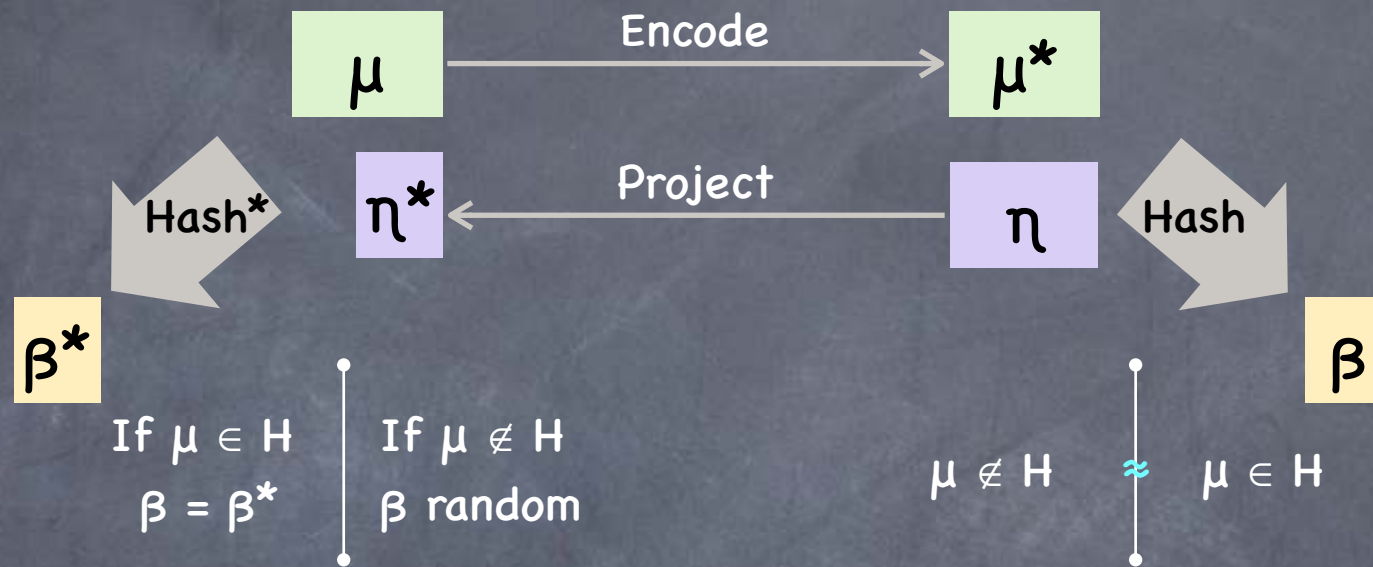 Encode
μ
μ*
Project
Hash*
η*
η
Hash
β*
β
If μ ∈ H
β = β*
If μ ∉ H
β random
μ ∉ H ≈ μ ∈ H